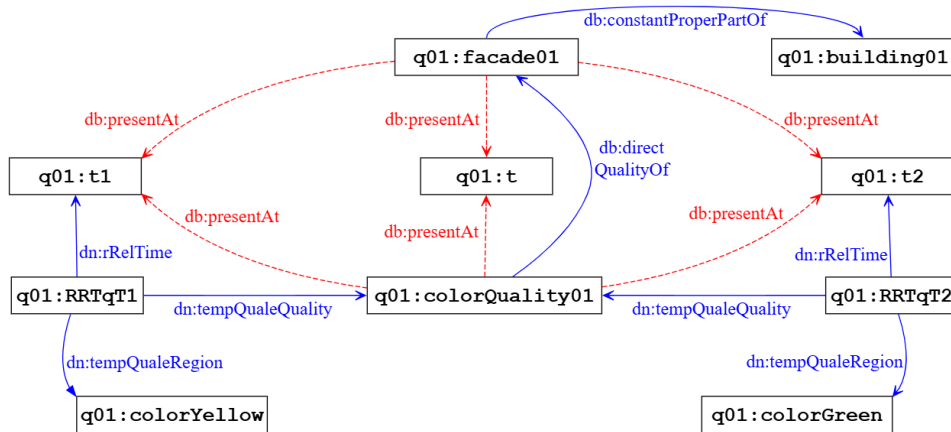 db:constantProperPartOf
q01:facade01
q01:building01
db:presentAt
db:presentAt
db:presentAt
db:direct
QualityOf
q01:t1
q01:t
q01:t2
db:presentAt
db:presentAt
db:presentAt
dn:rRelTime
dn:rRelTime
q01:RRTqT1
dn:tempQualeQuality
q01:colorQuality01
dn:tempQualeQuality
q01:RRTqT2
dn:tempQualeRegion
dn:tempQualeRegion
q01:colorYellow
q01:colorGreen